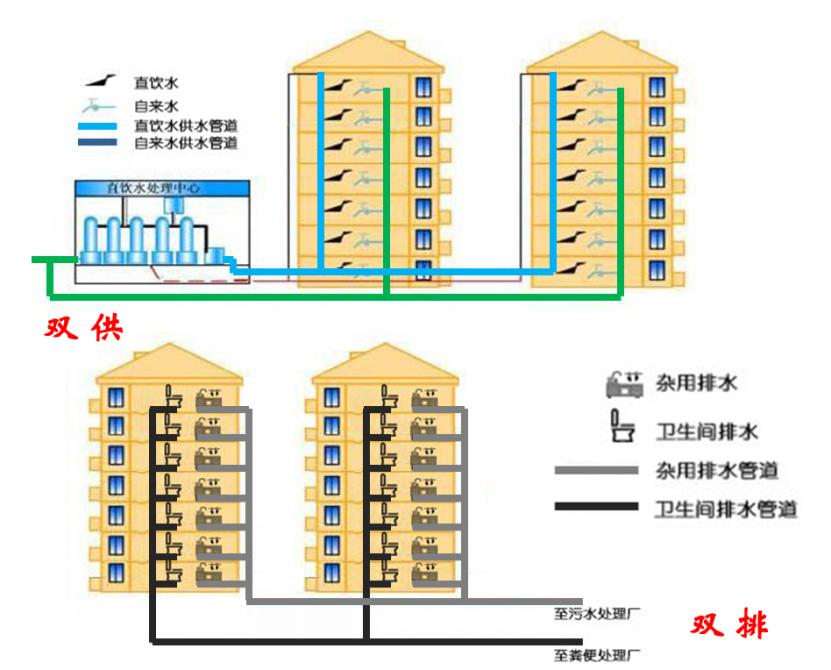 直饮水
自来水
直饮水供水管道
自来水供水管道
直饮水处理中心
双供
杂用排水
卫生间排水
杂用排水管道
卫生间排水管道
至污水处理厂
双排
至粪便处理厂